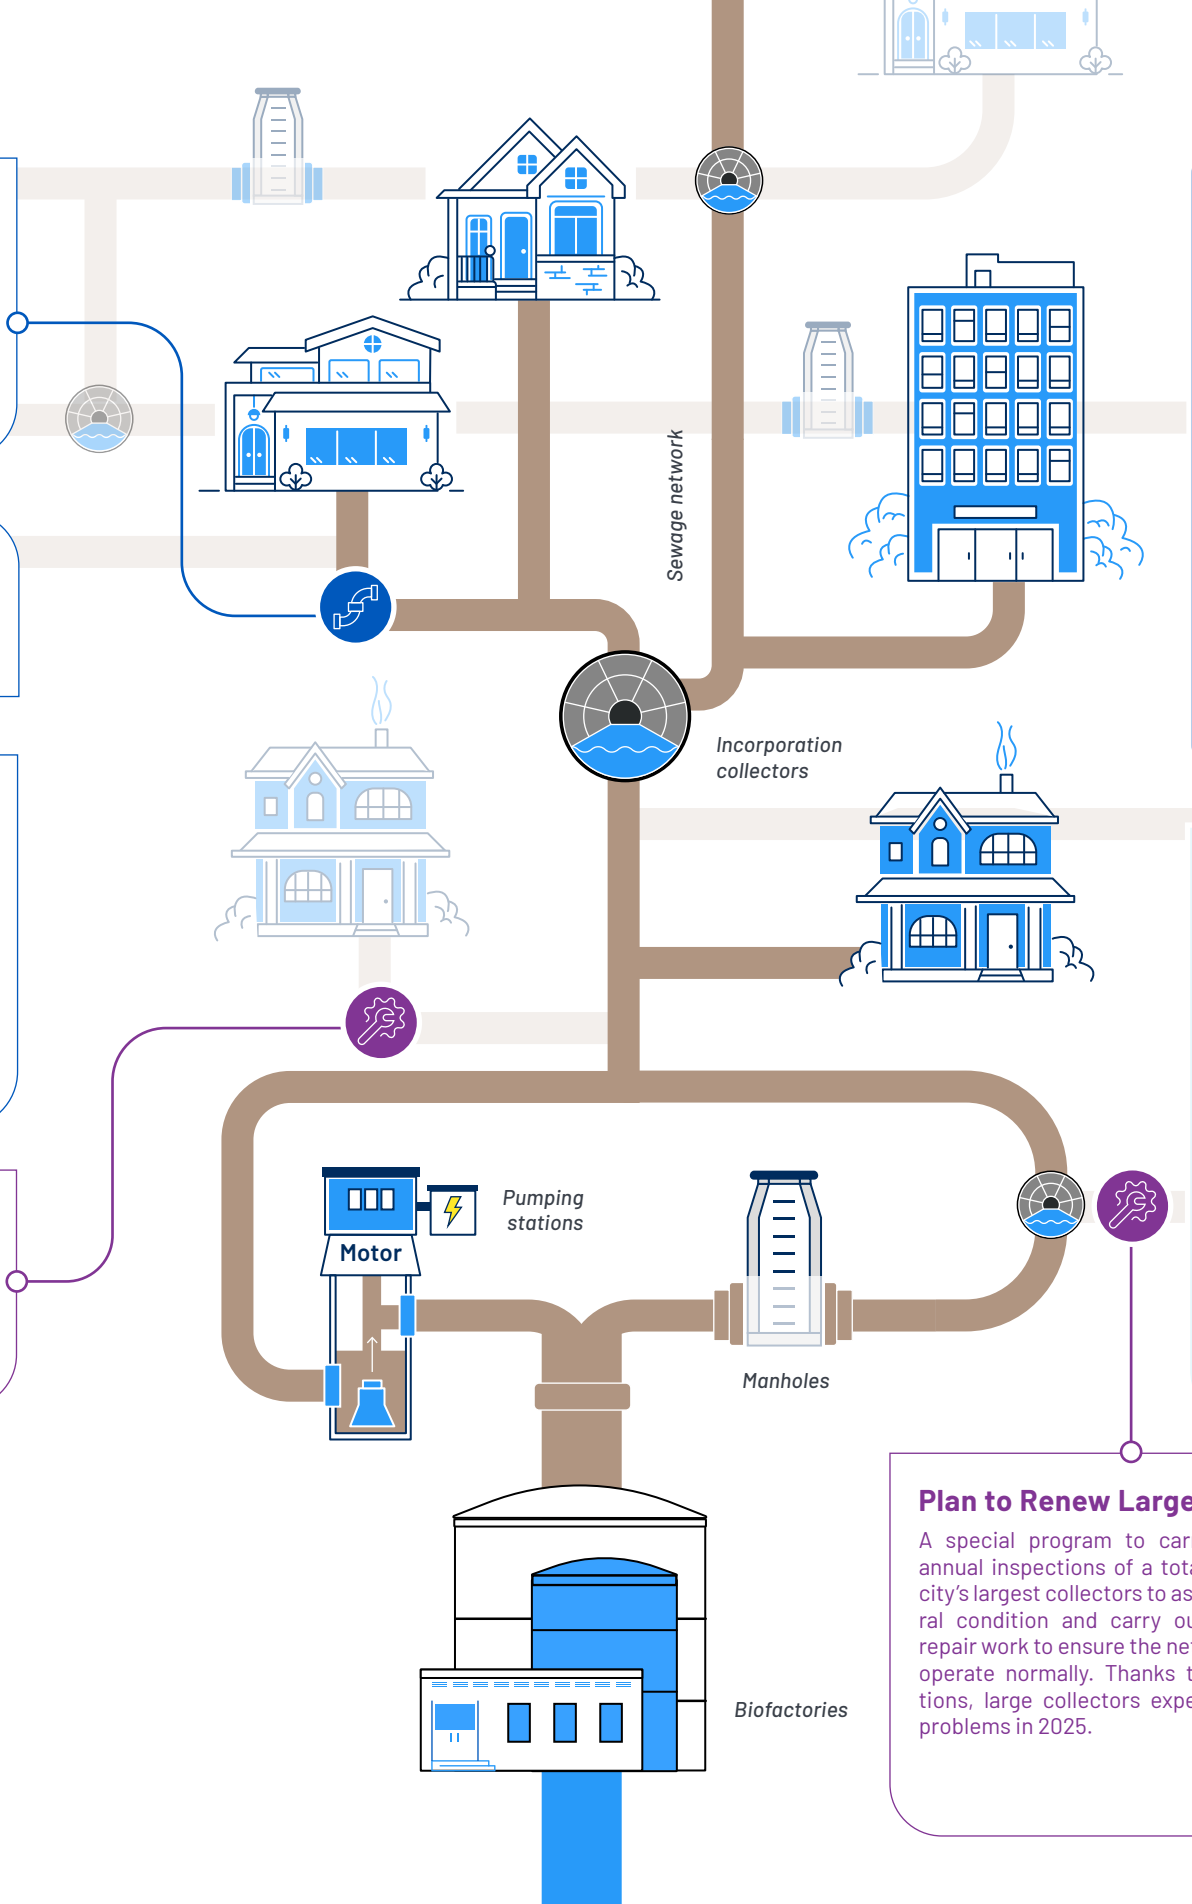 Sewage network
Incorporation
collectors
Pumping
stations
Motor
Manholes
Plan to Renew Large
A special program to car
annual inspections of a tota
city's largest collectors to as
ral condition and carry ou
repair work to ensure the ne
operate normally. Thanks t
tions, large collectors expe
problems in 2025.
Biofactories